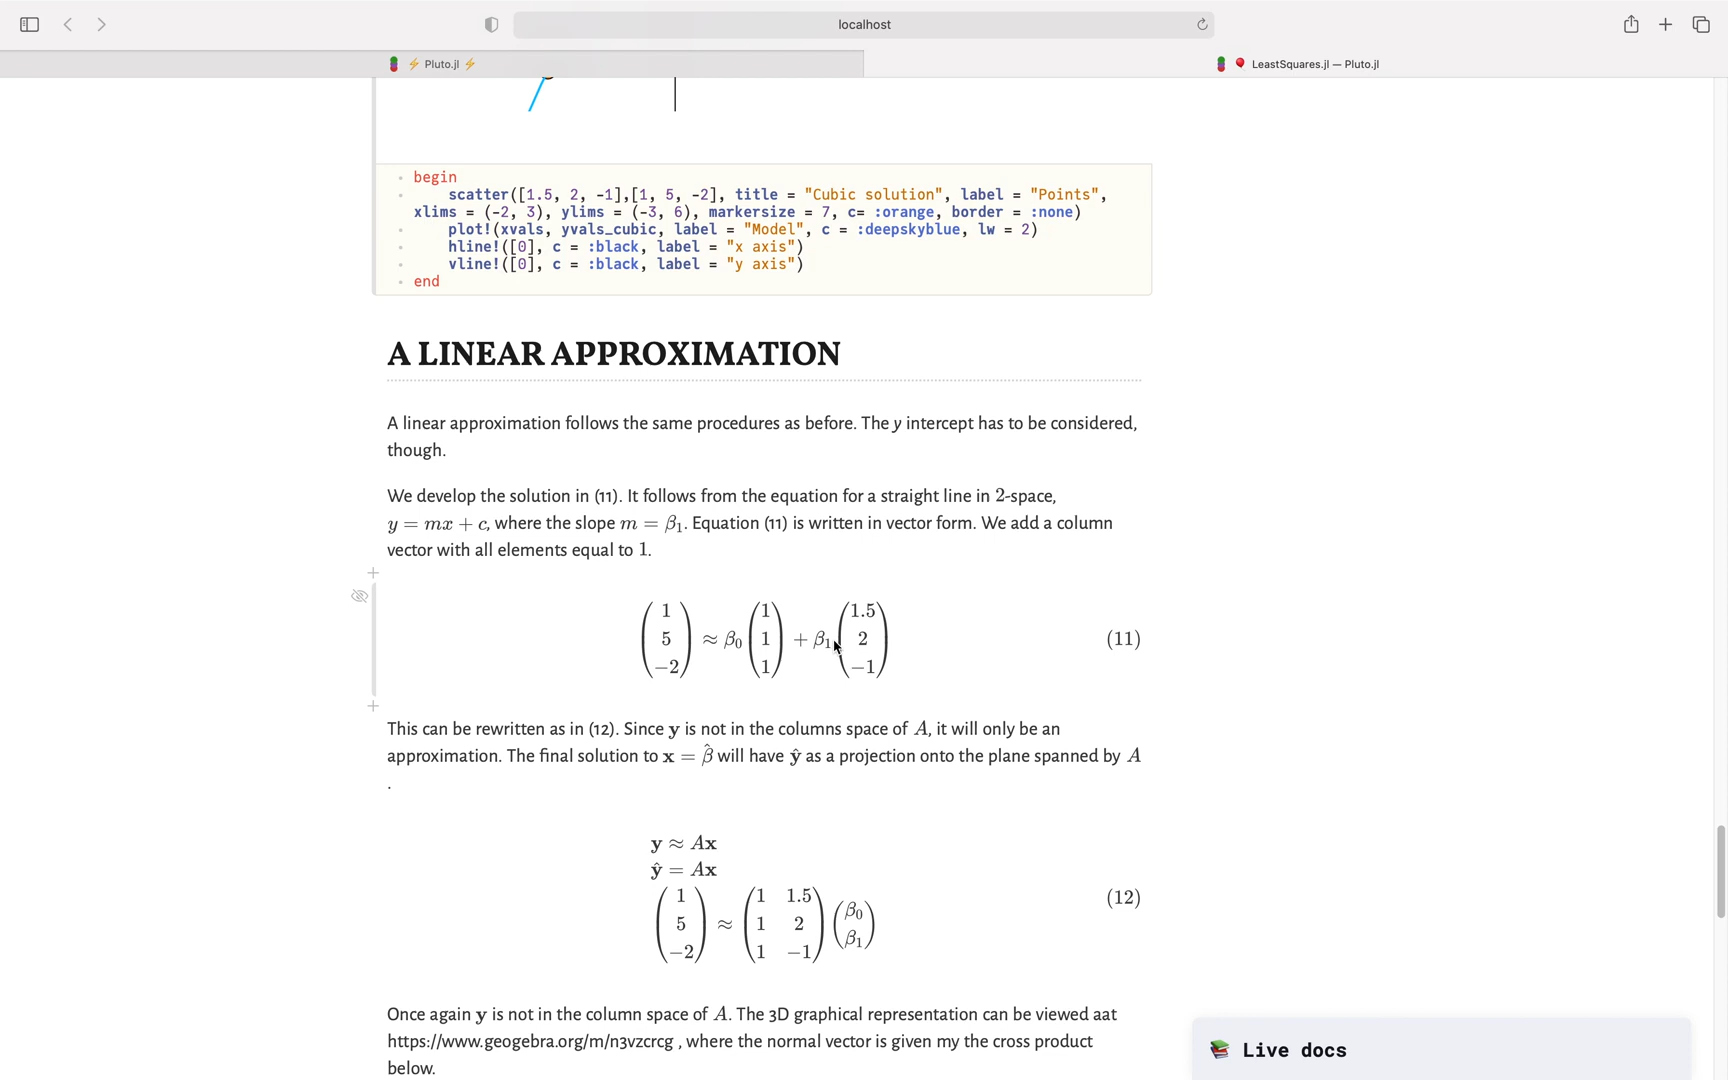 localhost
⚡ Pluto.jl ⚡
🎈 LeastSquares.jl — Pluto.jl
begin
scatter([1.5, 2, -1],[1, 5, -2], title = "Cubic solution", label = "Points",
xlims = (-2, 3), ylims = (-3, 6), markersize = 7, c= :orange, border = :none)
plot!(xvals, yvals_cubic, label = "Model", c = :deepskyblue, lw = 2)
hline!([0], c = :black, label = "x axis")
vline!([0], c = :black, label = "y axis")
end
A LINEAR APPROXIMATION
A linear approximation follows the same procedures as before. The y intercept has to be considered,
though.
We develop the solution in (11). It follows from the equation for a straight line in 2-space,
y = mx + c, where the slope m = β₁. Equation (11) is written in vector form. We add a column
vector with all elements equal to 1.
1 1 1.5
5 ≈ β₀ 1 + β₁ 2 (11)
−2 1 −1
This can be rewritten as in (12). Since y is not in the columns space of A, it will only be an
approximation. The final solution to x = β̂ will have ŷ as a projection onto the plane spanned by A
.
y ≈ Ax
ŷ = Ax
1 1 1.5 β₀
5 ≈ 1 2 (12)
−2 1 −1 β₁
Once again y is not in the column space of A. The 3D graphical representation can be viewed aat
https://www.geogebra.org/m/n3vzcrcg , where the normal vector is given my the cross product
below.
📚 Live docs